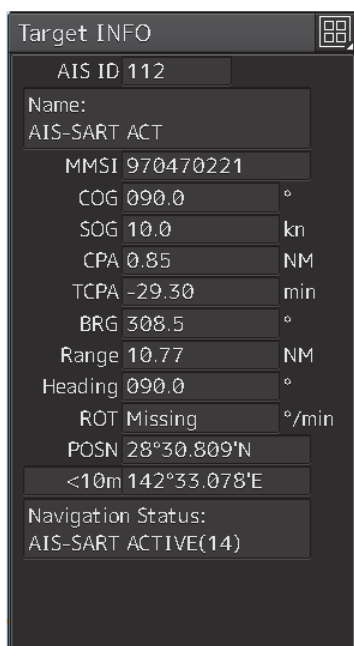 Target INFO
AIS ID 112
Name:
AIS-SART ACT
MMSI 970470221
COG 090.0 °
SOG 10.0 kn
CPA 0.85 NM
TCPA -29.30 min
BRG 308.5 °
Range 10.77 NM
Heading 090.0 °
ROT Missing °/min
POSN 28°30.809'N
<10m 142°33.078'E
Navigation Status:
AIS-SART ACTIVE(14)